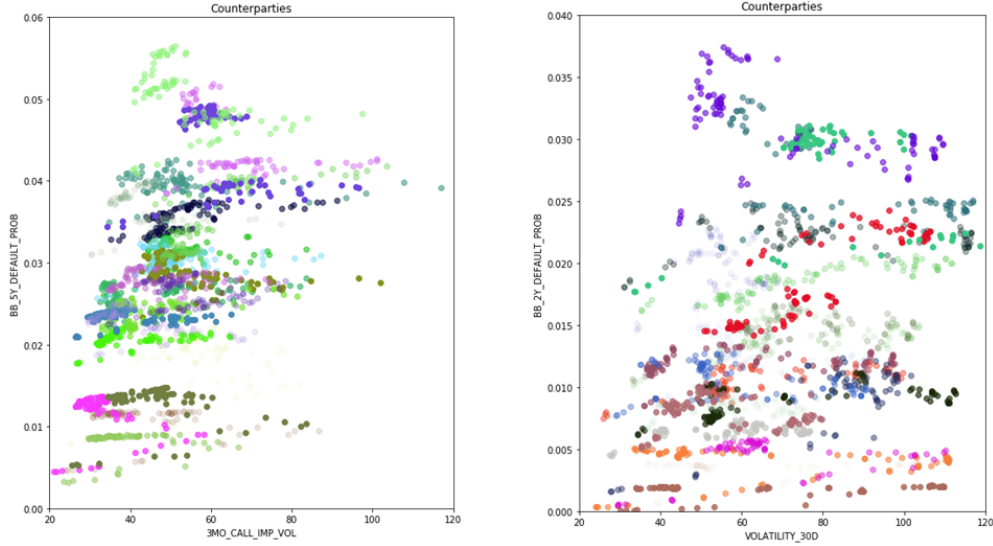 Counterparties
0.06
0.05
0.04
0.03
0.02
0.01
0.00
BB_5Y_DEFAULT_PROB
20 40 60 80 100 120
3MO_CALL_IMP_VOL
Counterparties
0.040
0.035
0.030
0.025
0.020
0.015
0.010
0.005
0.000
BB_2Y_DEFAULT_PROB
20 40 60 80 100 120
VOLATILITY_30D